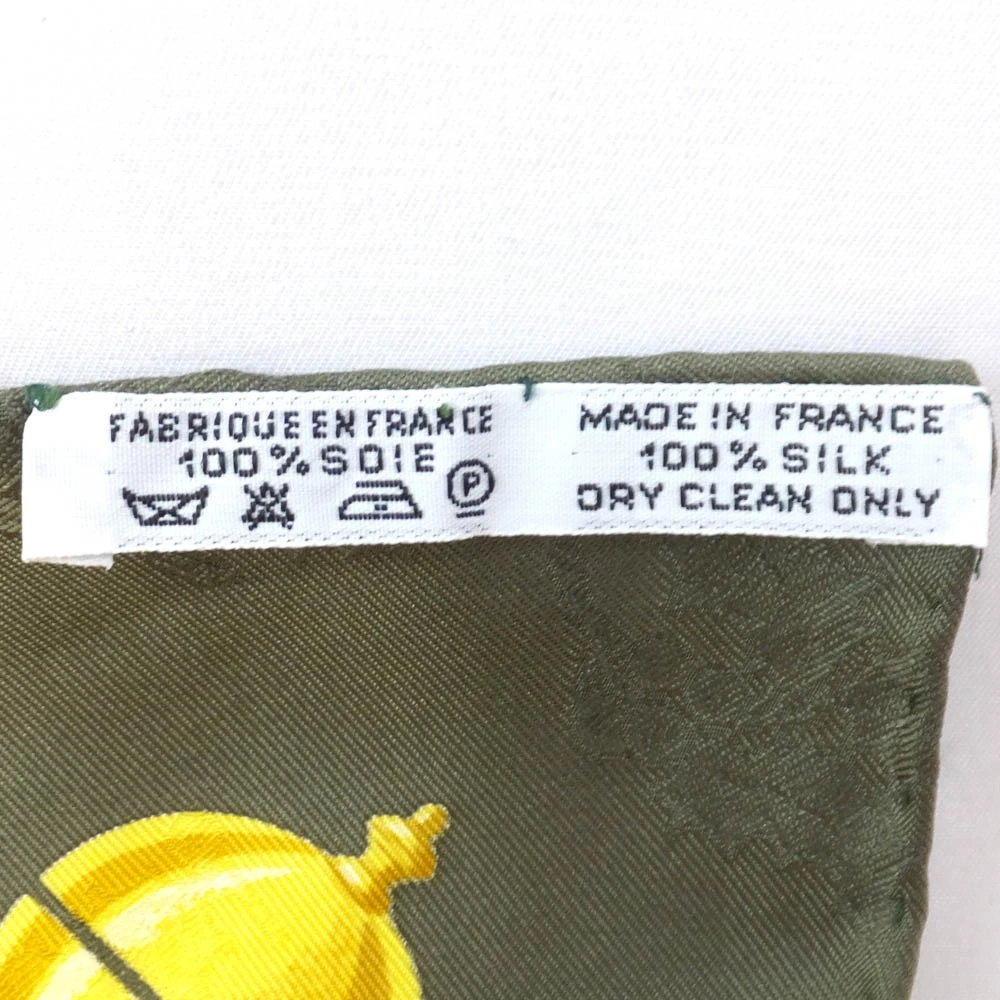 FABRIQUE EN FRANCE
100% SOIE
P
MADE IN FRANCE
100% SILK
DRY CLEAN ONLY